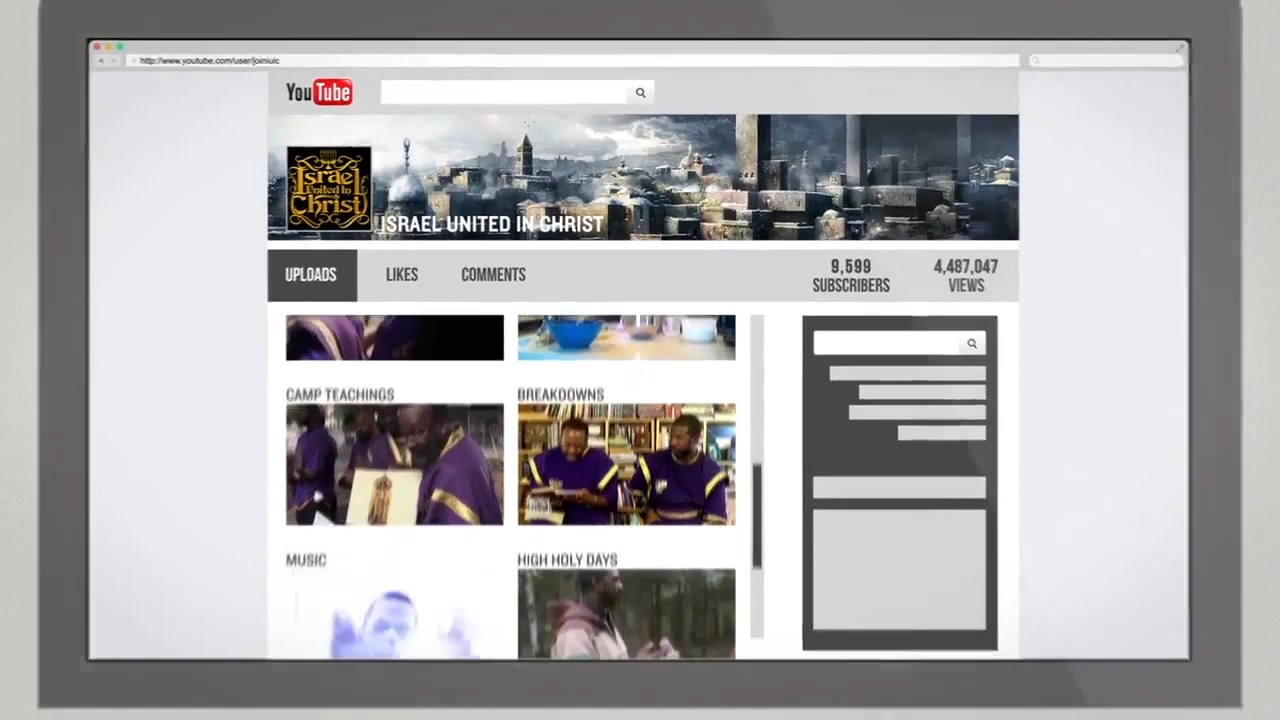 http://www.youtube.com/user/joiniuic
YouTube
Israel
United In
Christ
ISRAEL UNITED IN CHRIST
UPLOADS
LIKES
COMMENTS
9,599
SUBSCRIBERS
4,487,047
VIEWS
CAMP TEACHINGS
BREAKDOWNS
MUSIC
HIGH HOLY DAYS